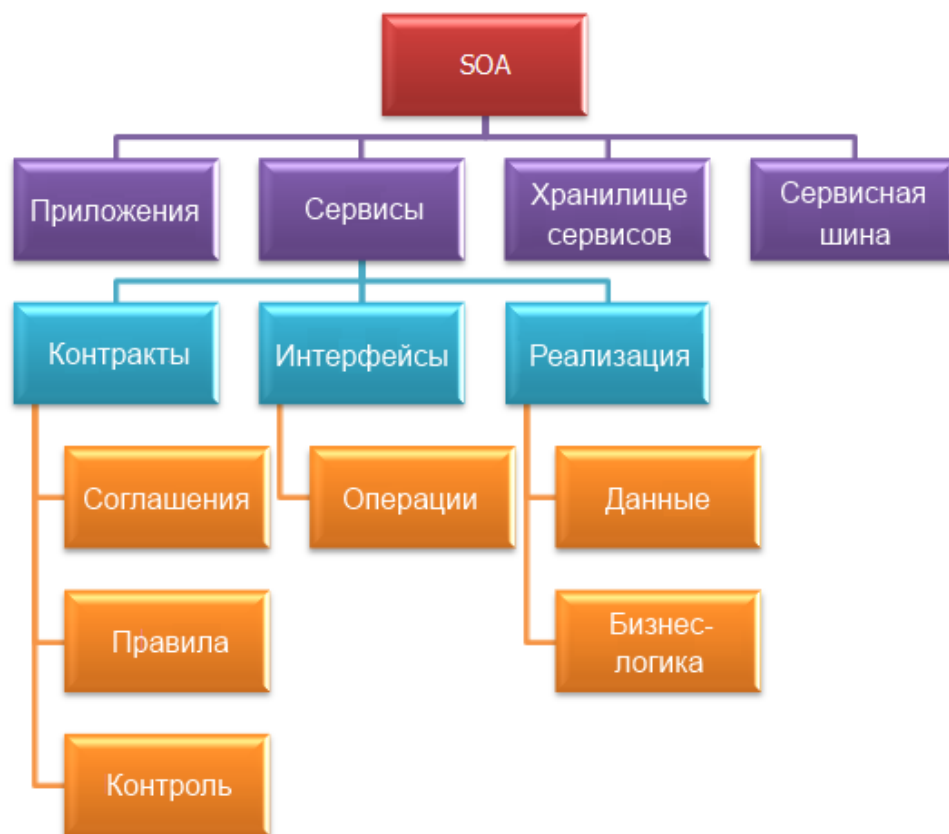 SOA
Приложения
Сервисы
Хранилище
сервисов
Сервисная
шина
Контракты
Интерфейсы
Реализация
Соглашения
Операции
Данные
Правила
Бизнес-
логика
Контроль